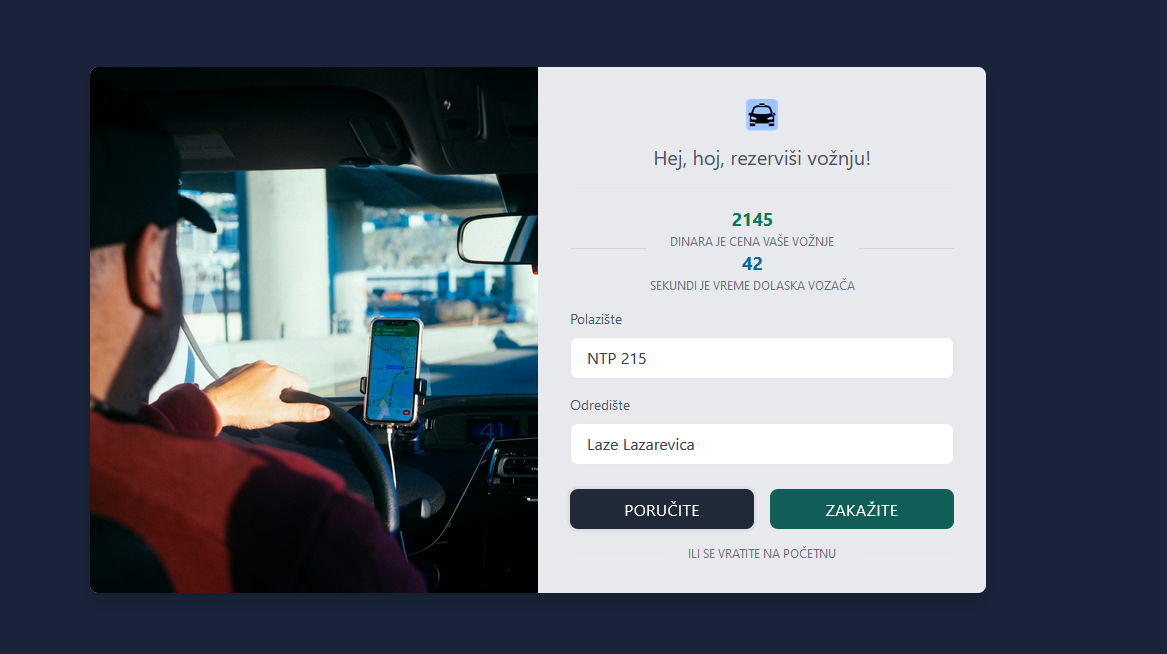 Hej, hoj, rezerviši vožnju!
2145
DINARA JE CENA VAŠE VOŽNJE
42
SEKUNDI JE VREME DOLASKA VOZAČA
Polazište
NTP 215
Odredište
Laze Lazarevica
PORUČITE
ZAKAŽITE
ILI SE VRATITE NA POČETNU
41